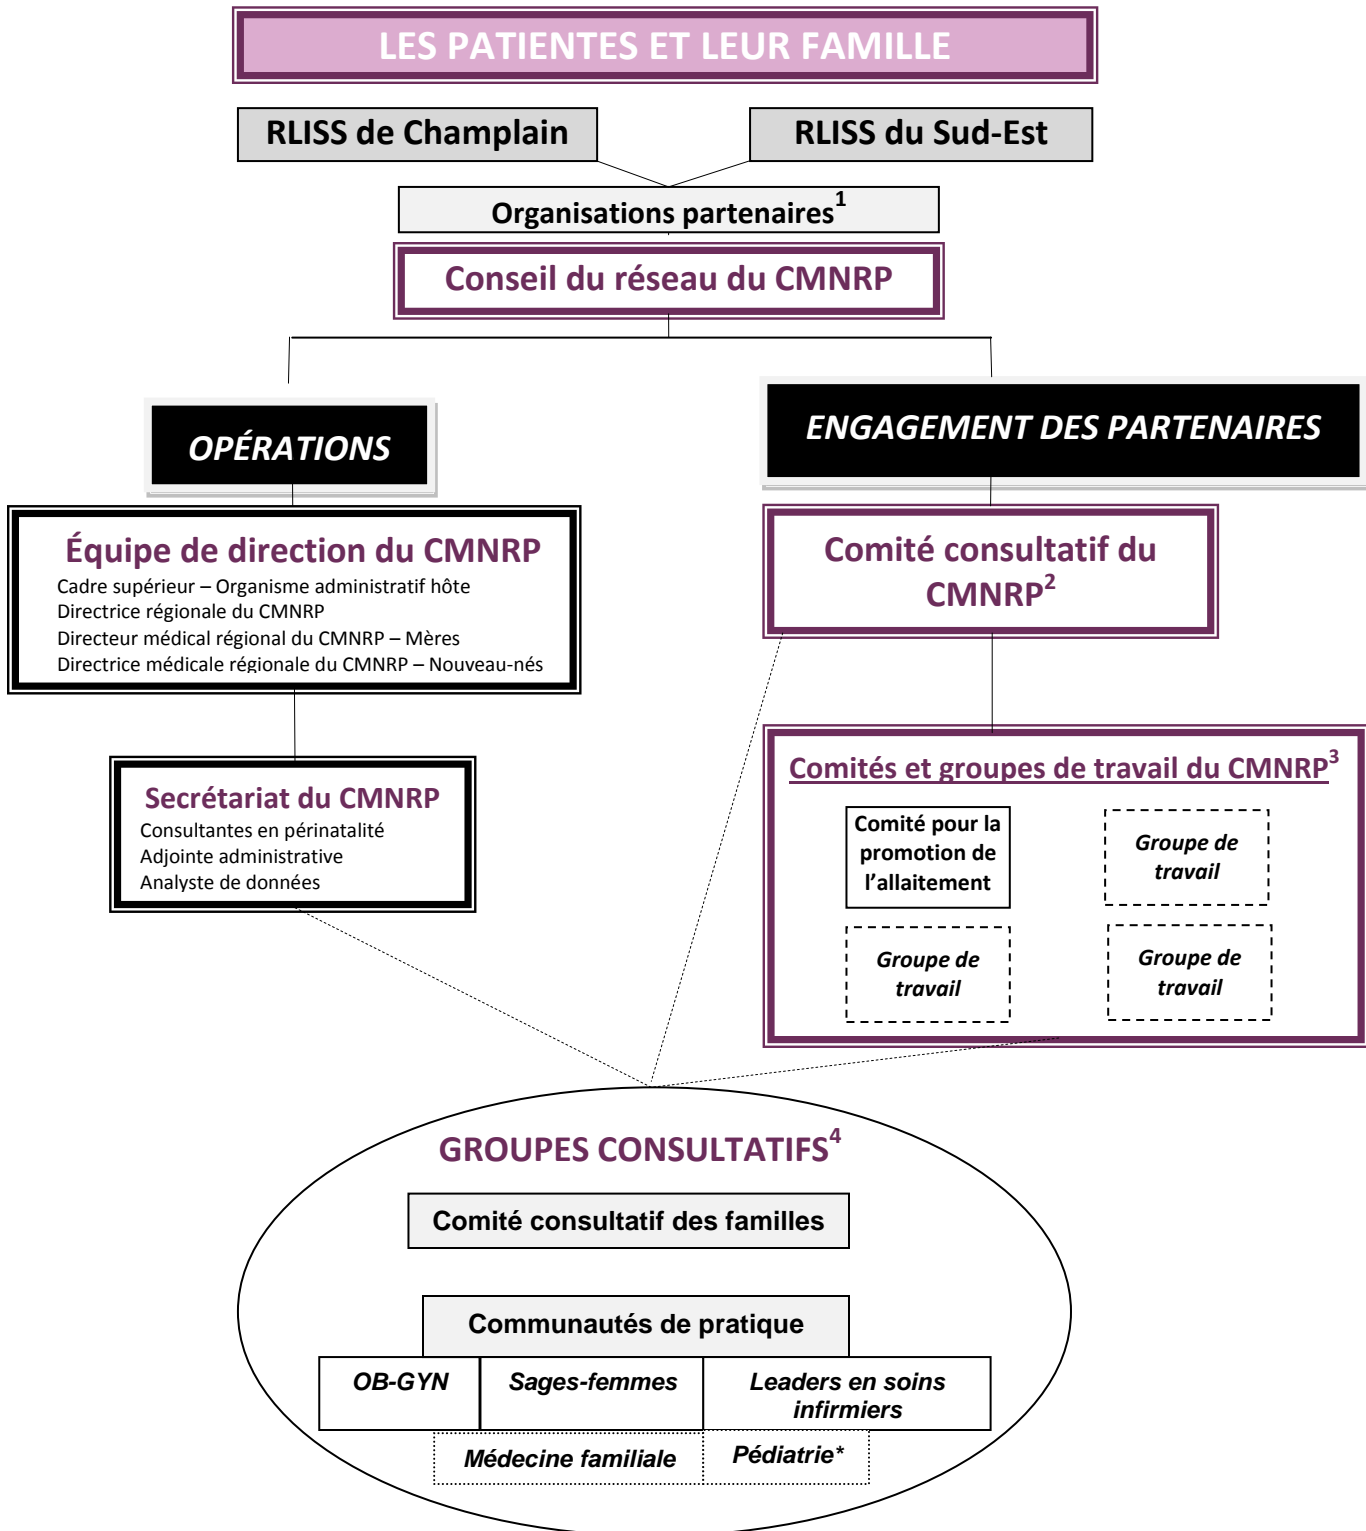 LES PATIENTES ET LEUR FAMILLE
RLISS de Champlain
RLISS du Sud-Est
Organisations partenaires1
Conseil du réseau du CMNRP
OPÉRATIONS
ENGAGEMENT DES PARTENAIRES
Équipe de direction du CMNRP
Cadre supérieur – Organisme administratif hôte
Directrice régionale du CMNRP
Directeur médical régional du CMNRP – Mères
Directrice médicale régionale du CMNRP – Nouveau-nés
Comité consultatif du
CMNRP2
Secrétariat du CMNRP
Consultantes en périnatalité
Adjointe administrative
Analyste de données
Comités et groupes de travail du CMNRP3
Comité pour la
promotion de
l'allaitement
Groupe de
travail
Groupe de
travail
Groupe de
travail
GROUPES CONSULTATIFS4
Comité consultatif des familles
Communautés de pratique
OB-GYN
Sages-femmes
Leaders en soins
infirmiers
Médecine familiale
Pédiatrie*